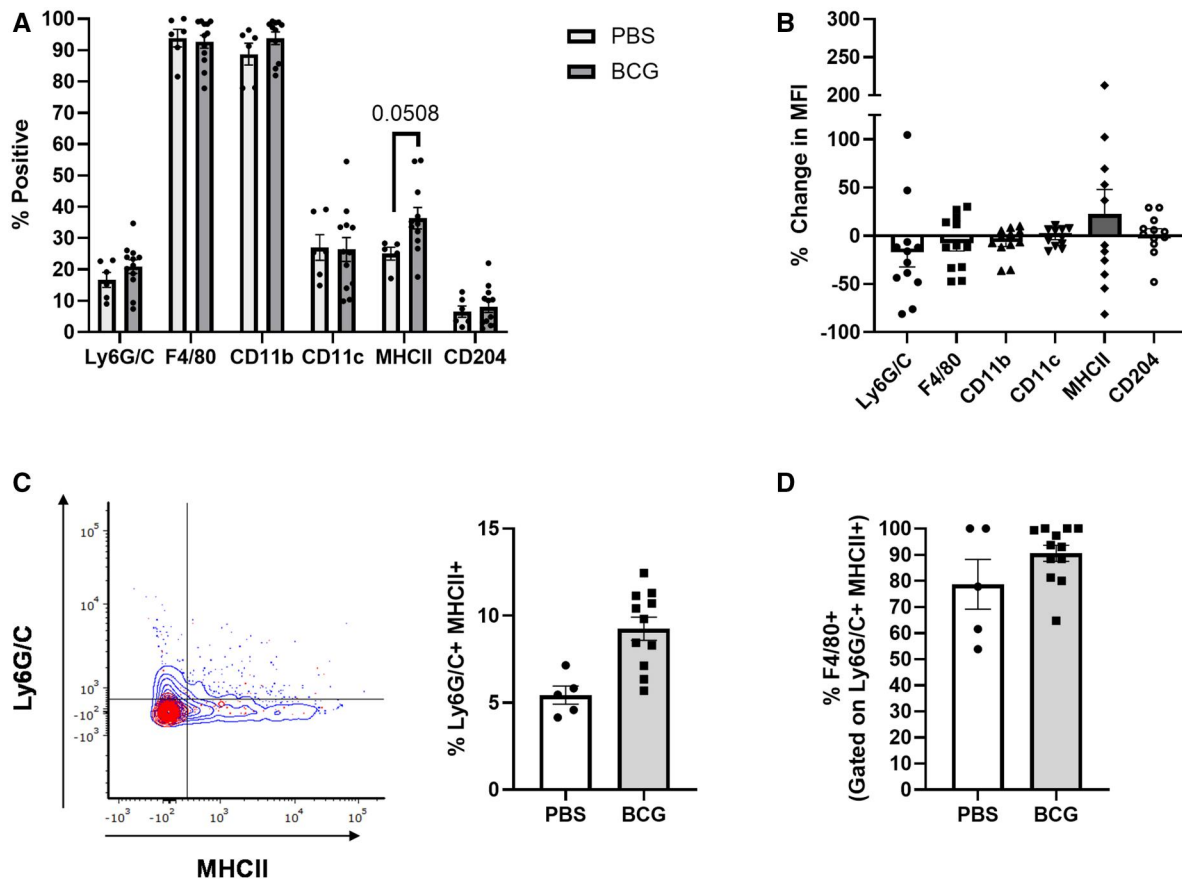 A
% Positive
100
90
80
70
60
50
40
30
20
10
0
0.0508
Ly6G/C F4/80 CD11b CD11c MHCII CD204
PBS
BCG
B
% Change in MFI
300
250
200
100
50
0
-50
-100
Ly6G/C F4/80 CD11b CD11c MHCII CD204
C
Ly6G/C
10^5
10^4
10^3
-10^2
-10^3
-10^3 -10^2 10^3 10^4 10^5
MHCII
% Ly6G/C+ MHCII+
15
10
5
0
PBS BCG
D
% F4/80+
(Gated on Ly6G/C+ MHCII+)
100
90
80
70
60
50
40
30
20
10
0
PBS BCG